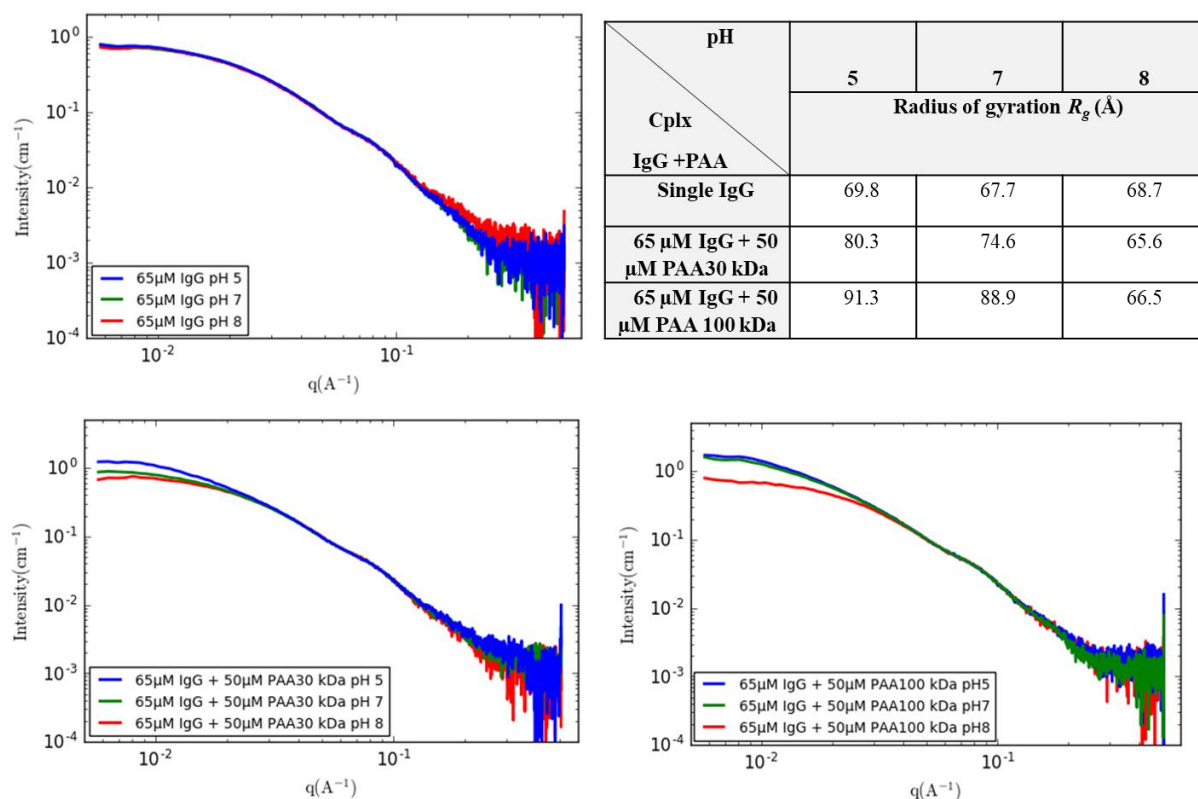 10⁰
10⁻¹
10⁻²
10⁻³
10⁻⁴
Intensity(cm⁻¹)
65µM IgG pH 5
65µM IgG pH 7
65µM IgG pH 8
10⁻² 10⁻¹
q(A⁻¹)
pH
5 7 8
Radius of gyration Rg (Å)
Cplx
IgG +PAA
Single IgG 69.8 67.7 68.7
65 µM IgG + 50 80.3 74.6 65.6
µM PAA30 kDa
65 µM IgG + 50 91.3 88.9 66.5
µM PAA 100 kDa
10⁰
10⁻¹
10⁻²
10⁻³
10⁻⁴
Intensity(cm⁻¹)
65µM IgG + 50µM PAA30 kDa pH 5
65µM IgG + 50µM PAA30 kDa pH 7
65µM IgG + 50µM PAA30 kDa pH 8
10⁻² 10⁻¹
q(A⁻¹)
10⁰
10⁻¹
10⁻²
10⁻³
10⁻⁴
Intensity(cm⁻¹)
65µM IgG + 50µM PAA100 kDa pH5
65µM IgG + 50µM PAA100 kDa pH7
65µM IgG + 50µM PAA100 kDa pH8
10⁻² 10⁻¹
q(A⁻¹)